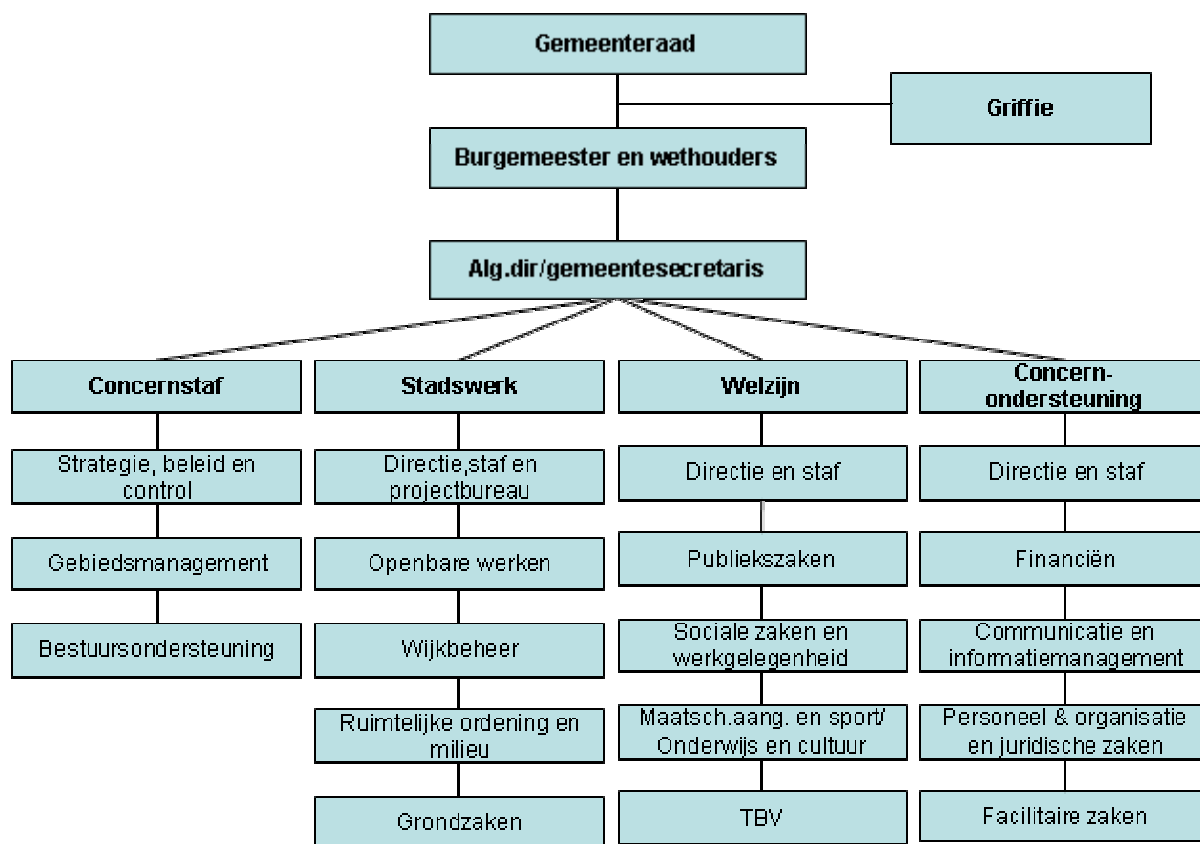 Gemeenteraad
Griffie
Burgemeester en wethouders
Alg.dir/gemeentesecretaris
Concernstaf
Stadswerk
Welzijn
Concern-
ondersteuning
Strategie, beleid en
control
Directie,staf en
projectbureau
Directie en staf
Directie en staf
Gebiedsmanagement
Openbare werken
Publiekszaken
Financiën
Bestuursondersteuning
Wijkbeheer
Sociale zaken en
werkgelegenheid
Communicatie en
informatiemanagement
Ruimtelijke ordening en
milieu
Maatsch.aang. en sport/
Onderwijs en cultuur
Personeel & organisatie
en juridische zaken
Grondzaken
TBV
Facilitaire zaken